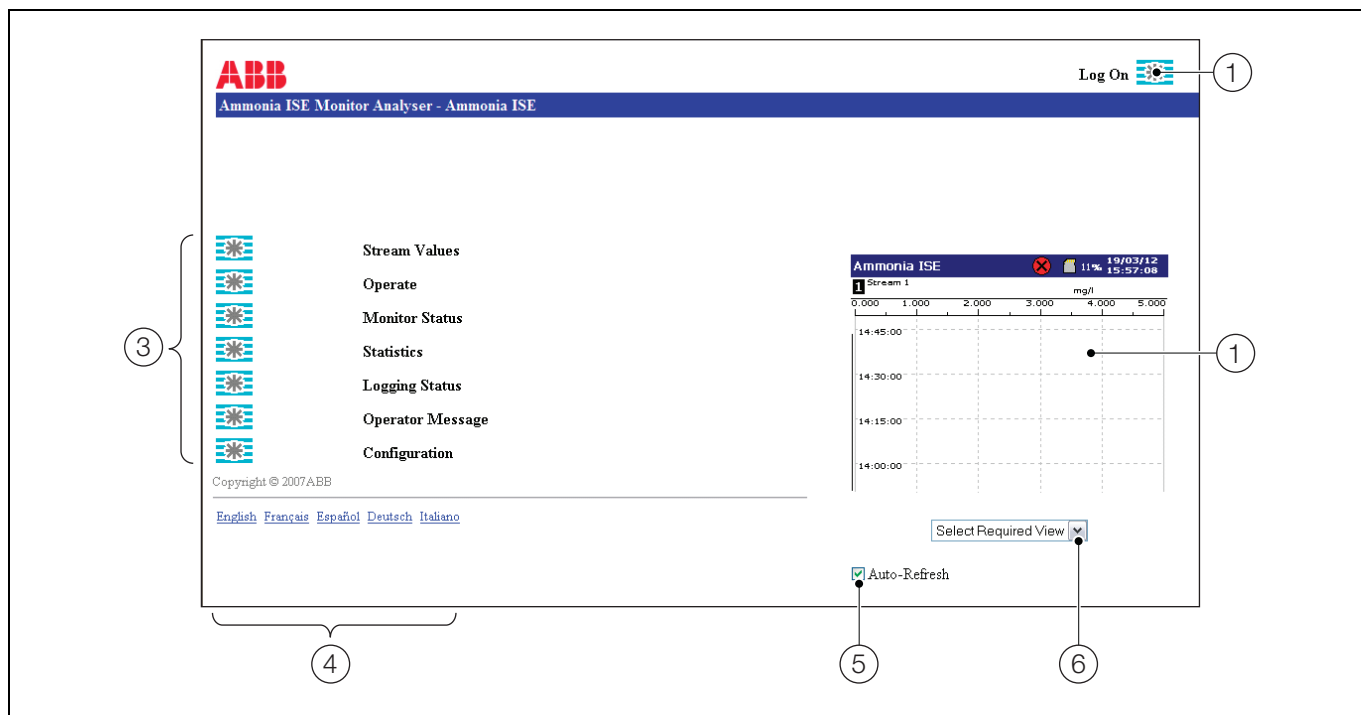 ABB
Log On
1
Ammonia ISE Monitor Analyser - Ammonia ISE
3
Stream Values
Operate
Monitor Status
Statistics
Logging Status
Operator Message
Configuration
Copyright © 2007ABB
English Français Español Deutsch Italiano
4
Ammonia ISE 11% 19/03/12 15:57:08
1 Stream 1
mg/l
0.000 1.000 2.000 3.000 4.000 5.000
14:45:00
1
14:30:00
14:15:00
14:00:00
Select Required View
Auto-Refresh
5
6